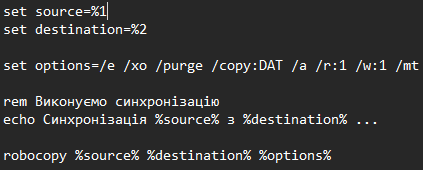 set source=%1
set destination=%2
set options=/e /xo /purge /copy:DAT /a /r:1 /w:1 /mt
rem Виконуємо синхронізацію
echo Синхронізація %source% з %destination% ...
robocopy %source% %destination% %options%